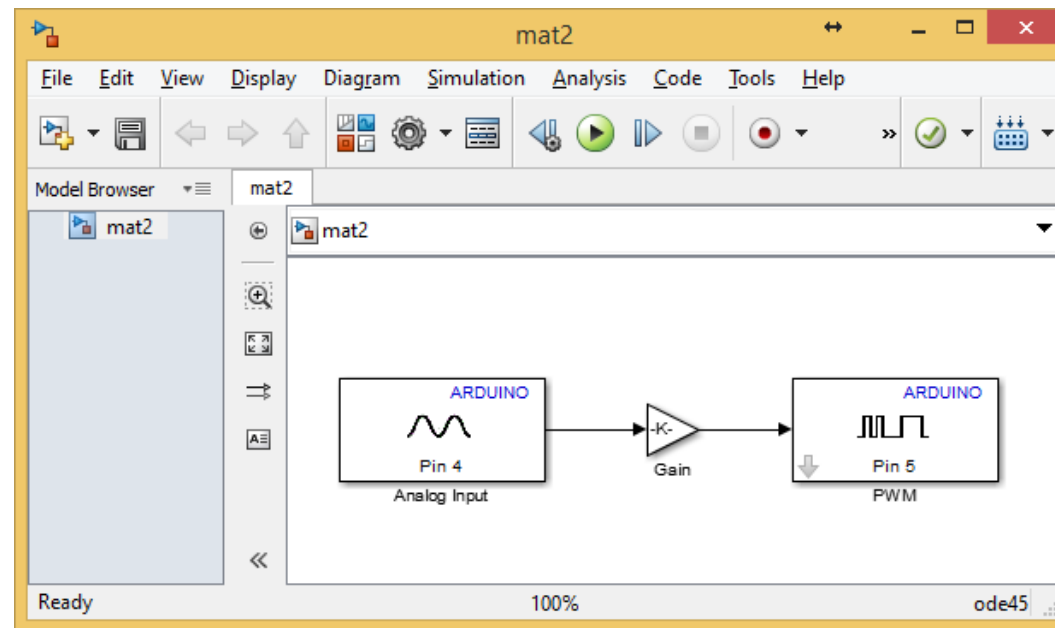 mat2
File Edit View Display Diagram Simulation Analysis Code Tools Help
Model Browser
mat2
mat2
mat2
ARDUINO
Pin 4
Analog Input
-K-
Gain
ARDUINO
Pin 5
PWM
Ready
100%
ode45